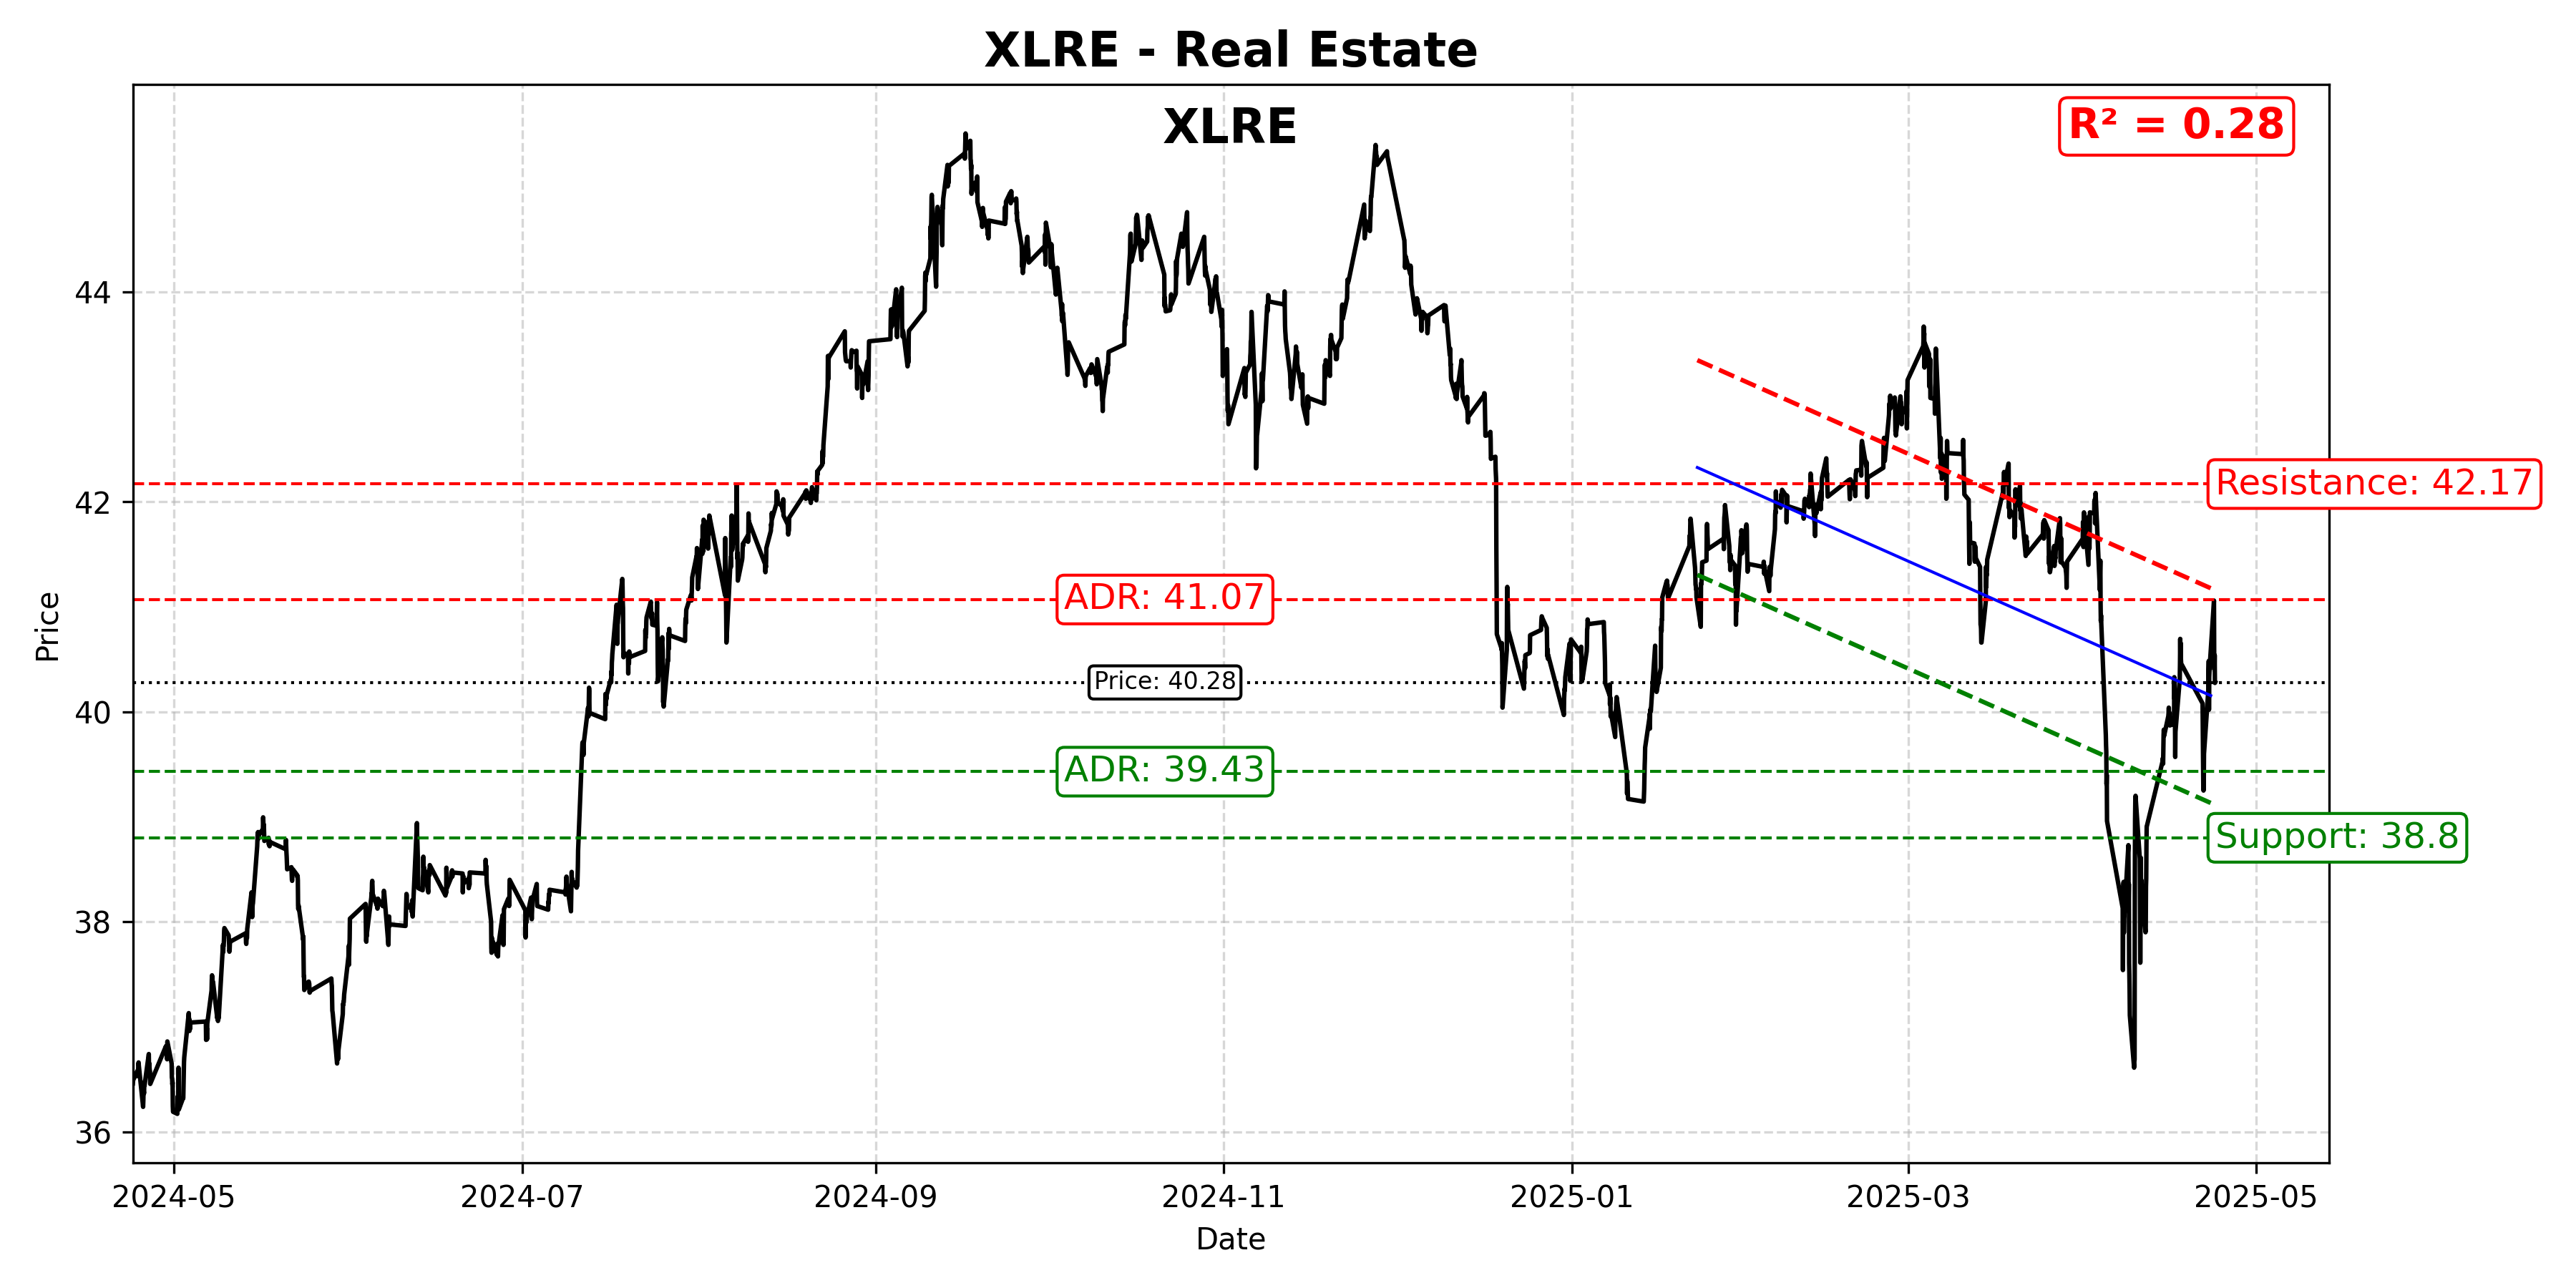 XLRE - Real Estate
XLRE
R² = 0.28
44
42
40
38
36
Price
Resistance: 42.17
ADR: 41.07
Price: 40.28
ADR: 39.43
Support: 38.8
2024-05
2024-07
2024-09
2024-11
2025-01
2025-03
2025-05
Date